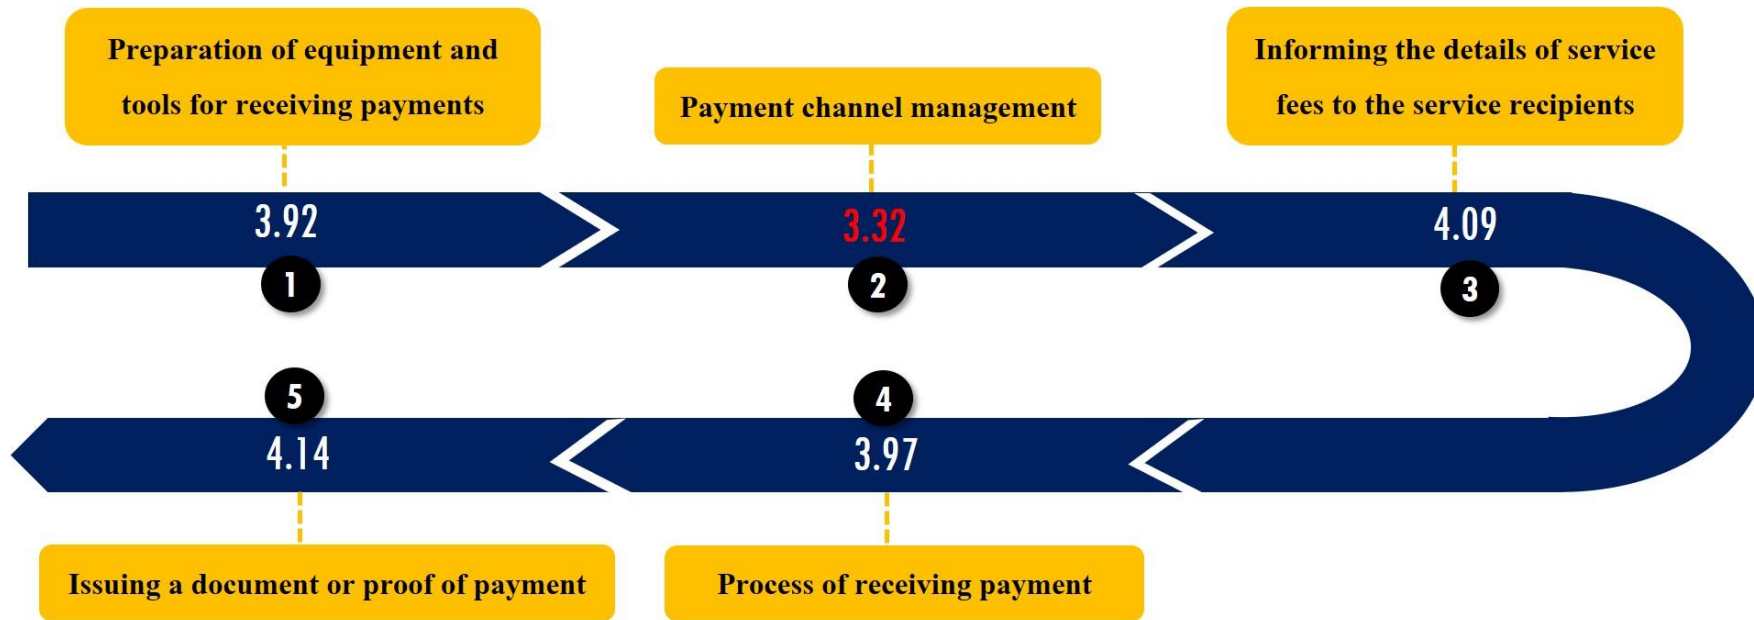 Preparation of equipment and
tools for receiving payments
Payment channel management
Informing the details of service
fees to the service recipients
3.92
3.32
4.09
1
2
3
5
4
4.14
3.97
Issuing a document or proof of payment
Process of receiving payment